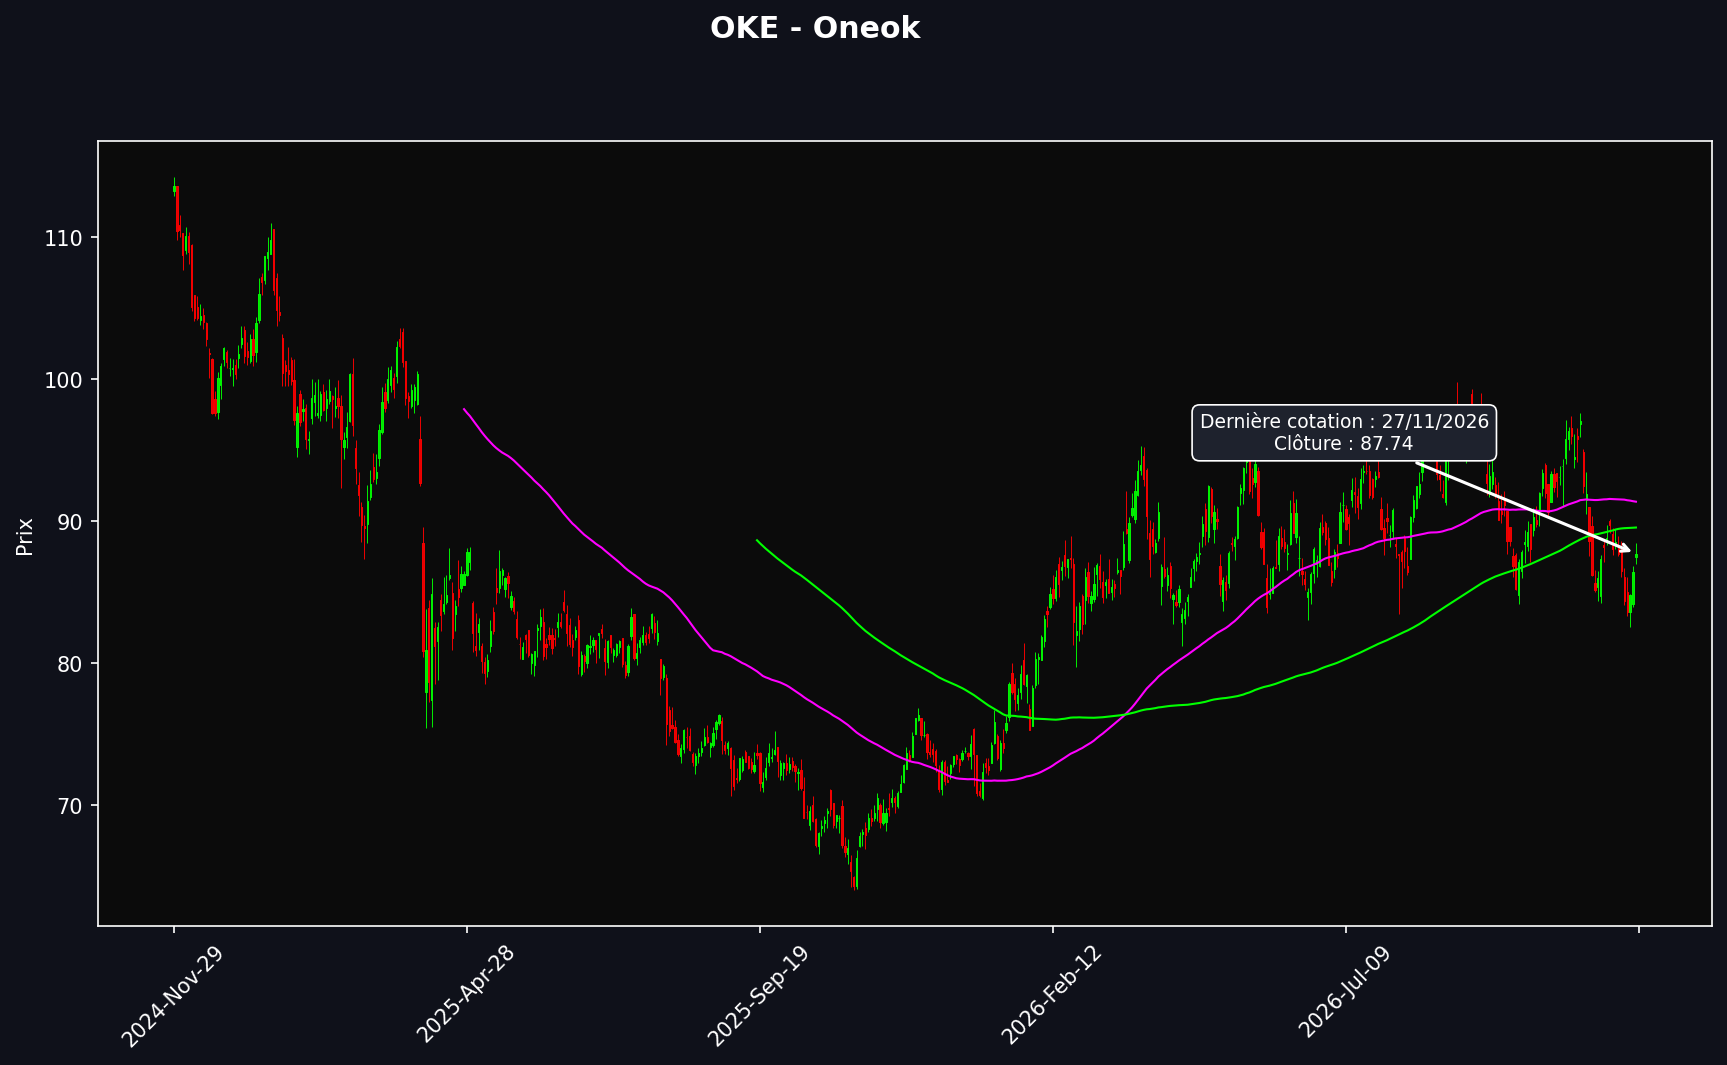 OKE - Oneok
Prix
110
100
90
80
70
Dernière cotation : 27/11/2026
Clôture : 87.74
2024-Nov-29
2025-Apr-28
2025-Sep-19
2026-Feb-12
2026-Jul-09